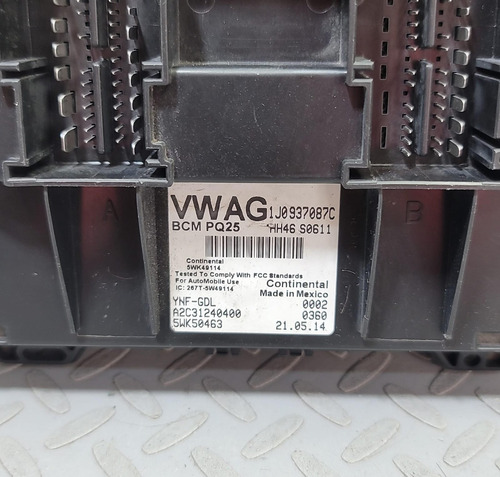 VWAG 1J0937087C
BCM PQ25 HH46 S0611
Continental
5WK49114
Tested To Comply With FCC Standards
For AutoMobile Use
IC: 267T-5W49114
Continental
Made in Mexico
YNF-GDL 0002
A2C31240400 0360
5WK50463 21.05.14
A
B